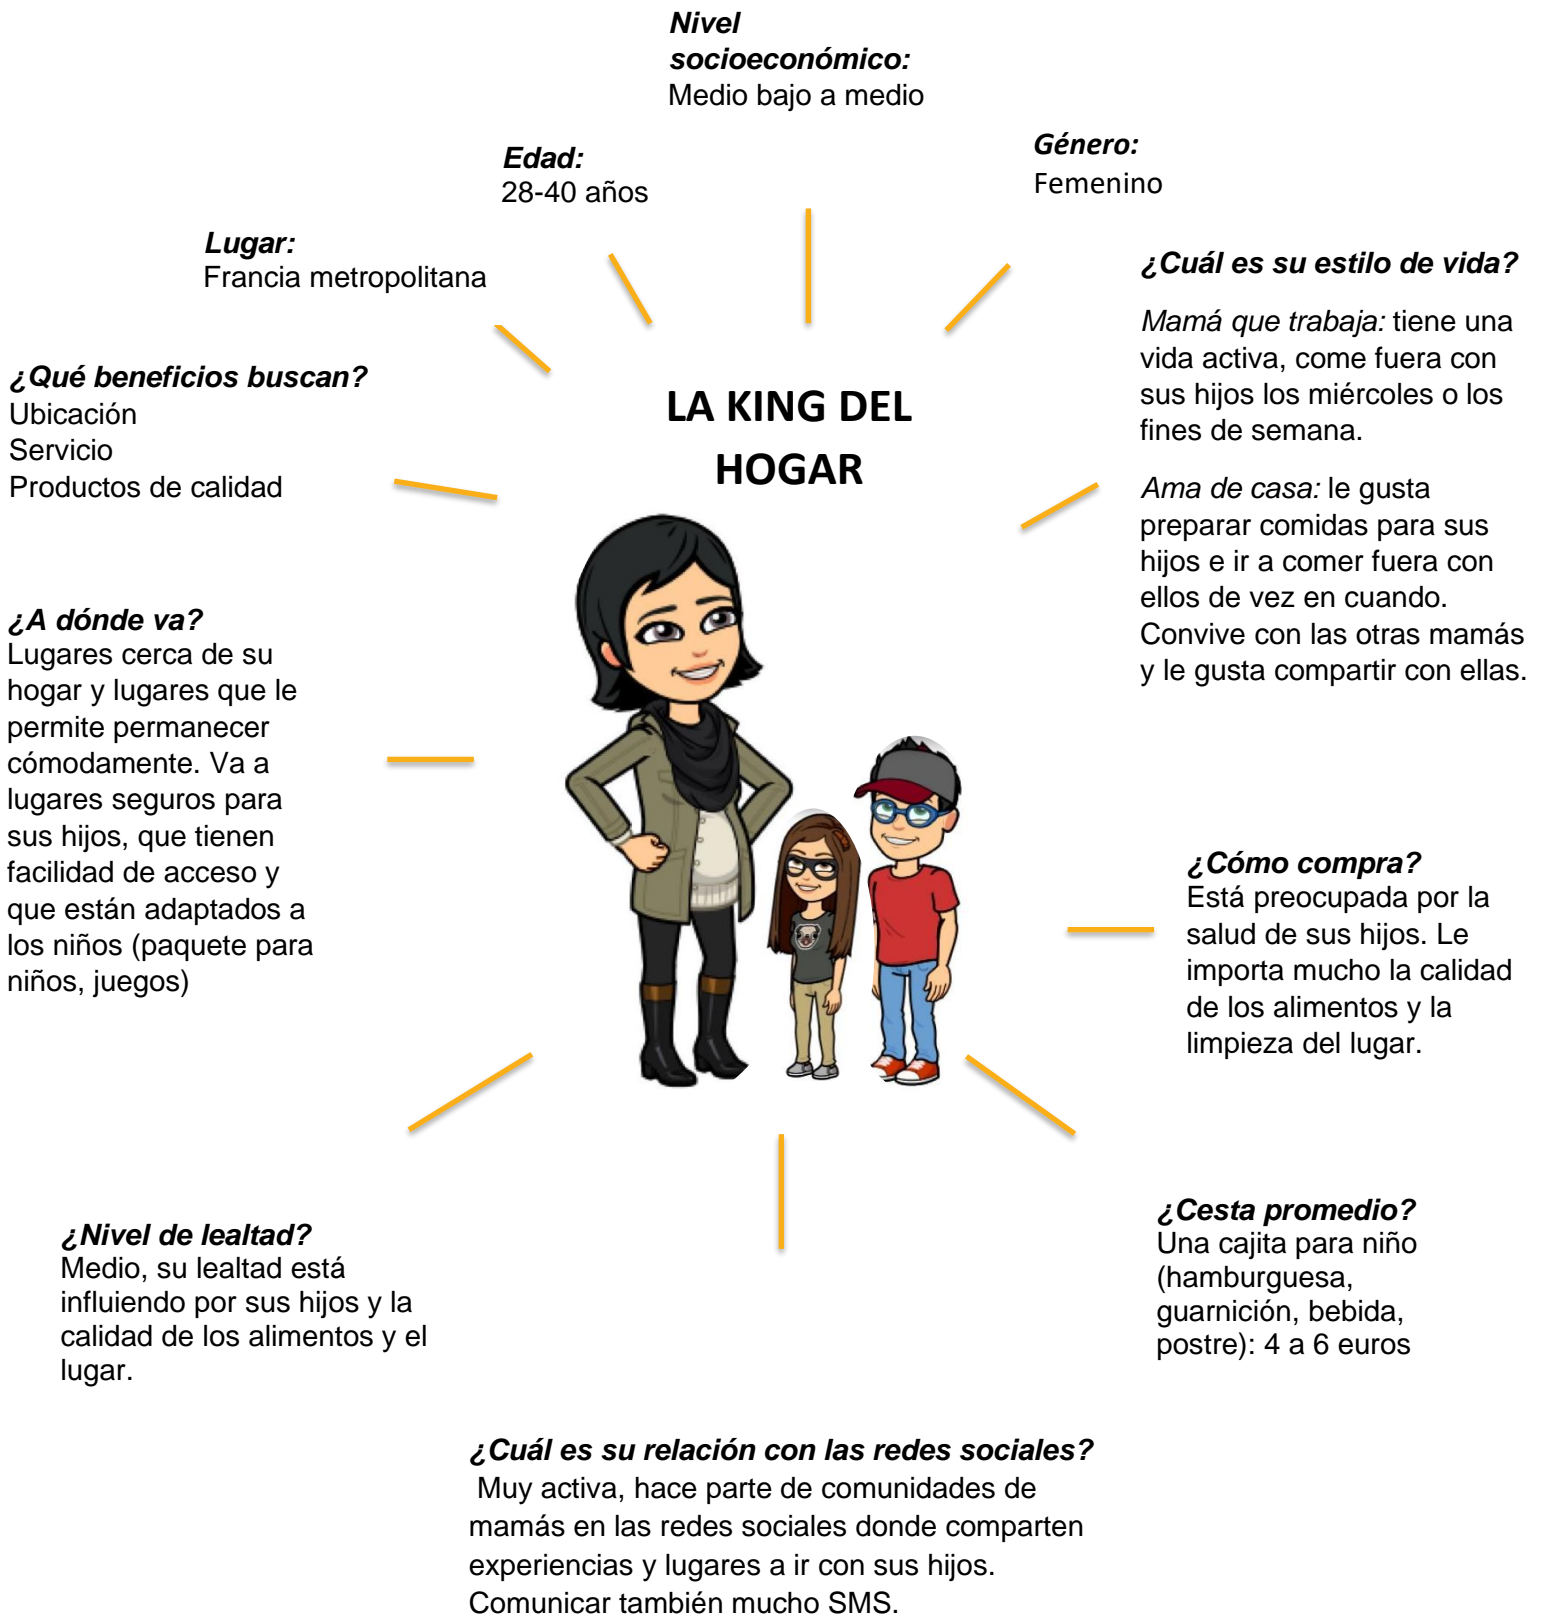 Nivel
socioeconómico:
Medio bajo a medio
Género:
Femenino
Edad:
28-40 años
Lugar:
Francia metropolitana
¿Cuál es su estilo de vida?
Mamá que trabaja: tiene una
vida activa, come fuera con
sus hijos los miércoles o los
fines de semana.
Ama de casa: le gusta
preparar comidas para sus
hijos e ir a comer fuera con
ellos de vez en cuando.
Convive con las otras mamás
y le gusta compartir con ellas.
¿Qué beneficios buscan?
Ubicación
Servicio
Productos de calidad
LA KING DEL
HOGAR
¿A dónde va?
Lugares cerca de su
hogar y lugares que le
permite permanecer
cómodamente. Va a
lugares seguros para
sus hijos, que tienen
facilidad de acceso y
que están adaptados a
los niños (paquete para
niños, juegos)
¿Cómo compra?
Está preocupada por la
salud de sus hijos. Le
importa mucho la calidad
de los alimentos y la
limpieza del lugar.
¿Nivel de lealtad?
Medio, su lealtad está
influiendo por sus hijos y la
calidad de los alimentos y el
lugar.
¿Cesta promedio?
Una cajita para niño
(hamburguesa,
guarnición, bebida,
postre): 4 a 6 euros
¿Cuál es su relación con las redes sociales?
Muy activa, hace parte de comunidades de
mamás en las redes sociales donde comparten
experiencias y lugares a ir con sus hijos.
Comunicar también mucho SMS.